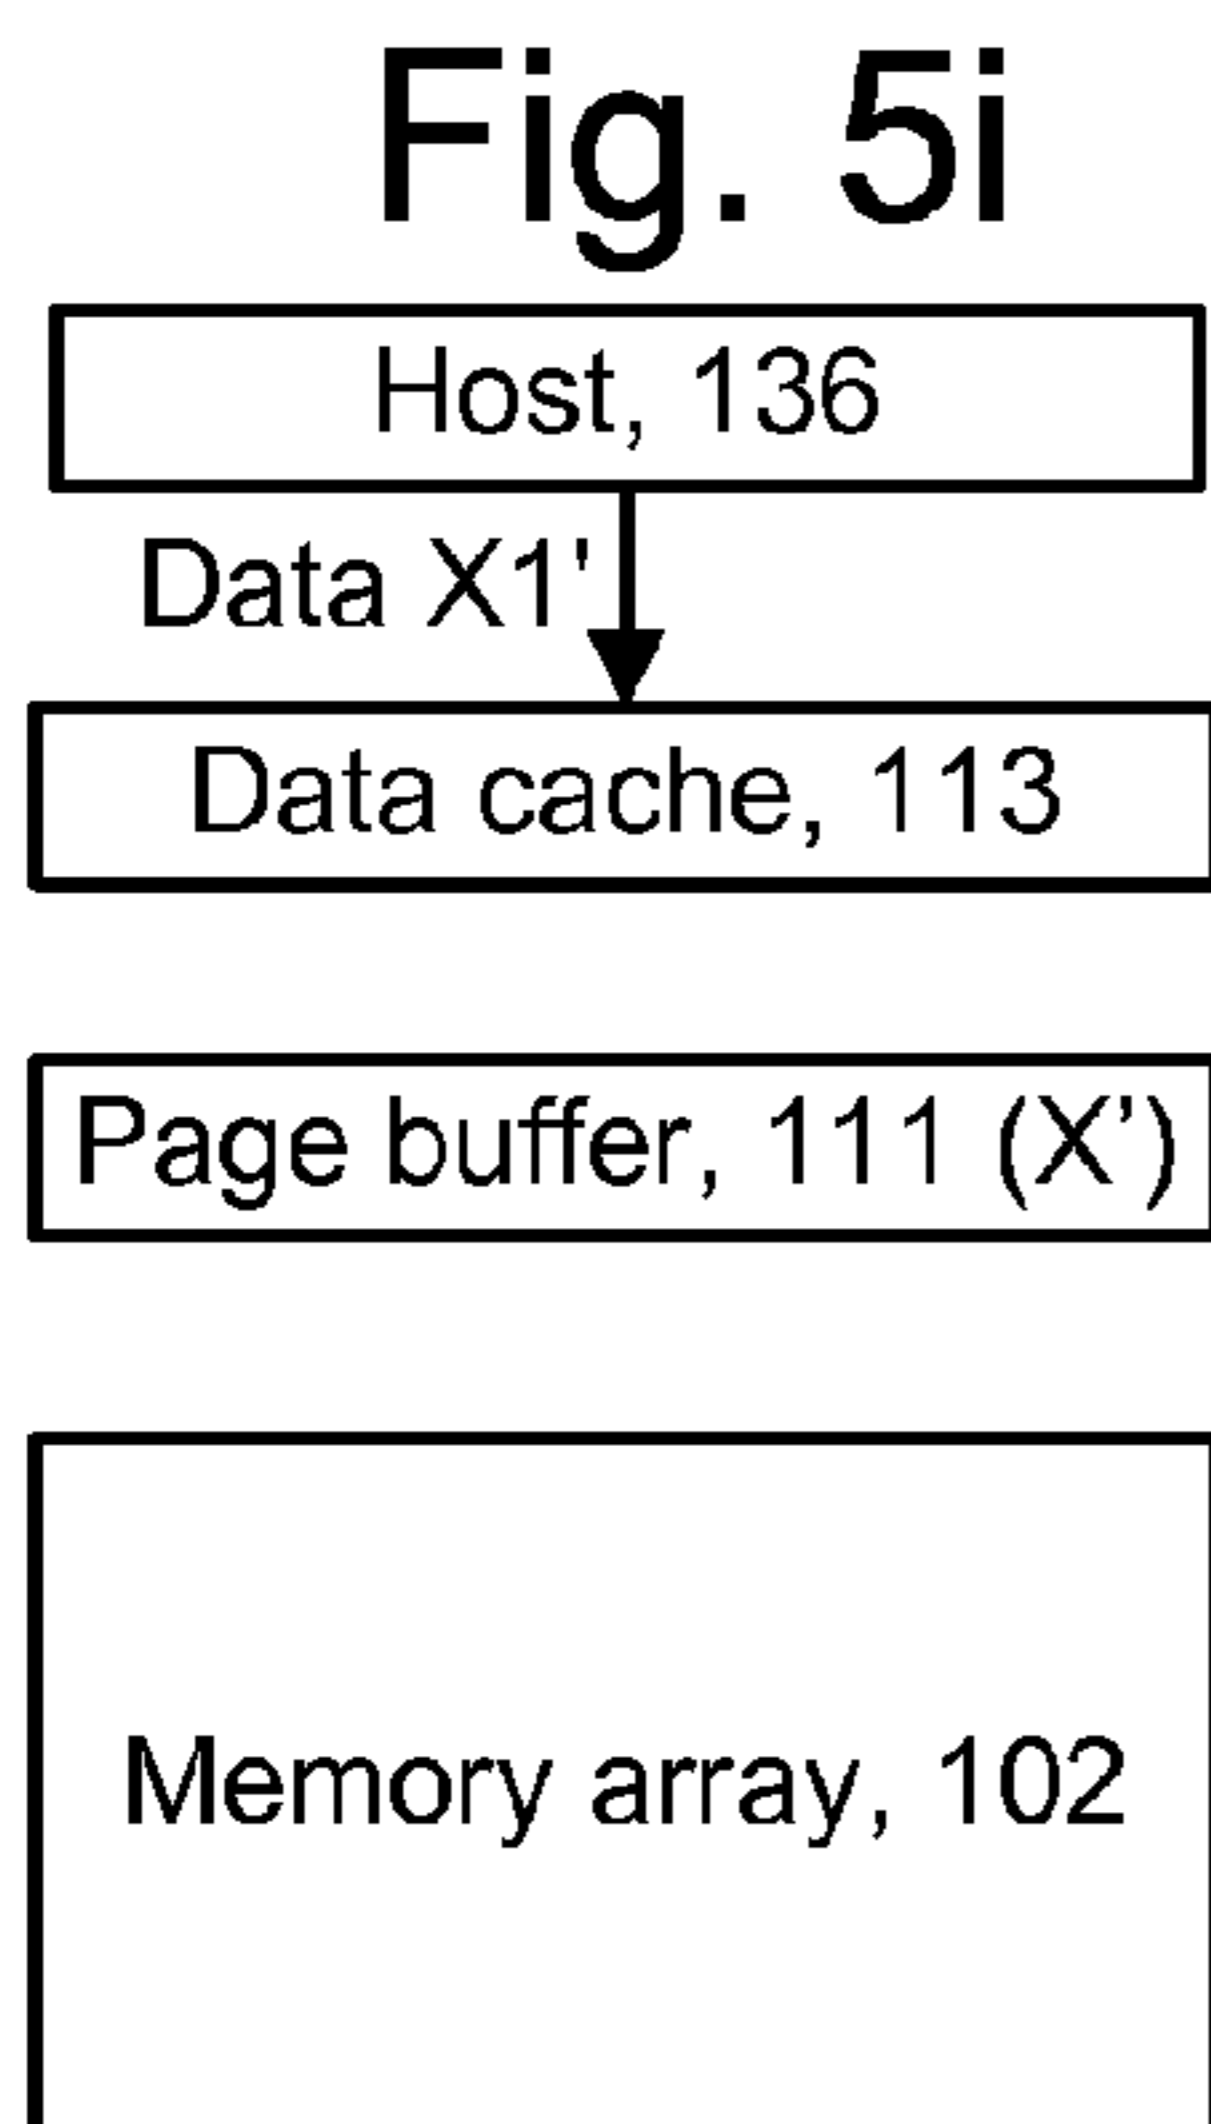 Fig. 5i
Host, 136
Data X1'
Data cache, 113
Page buffer, 111 (X’)
Memory array, 102